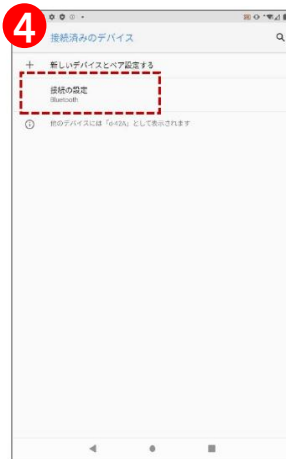 4
接続済みのデバイス
新しいデバイスとペア設定する
接続の設定
Bluetooth
他のデバイスには「e-42A」として表示されます